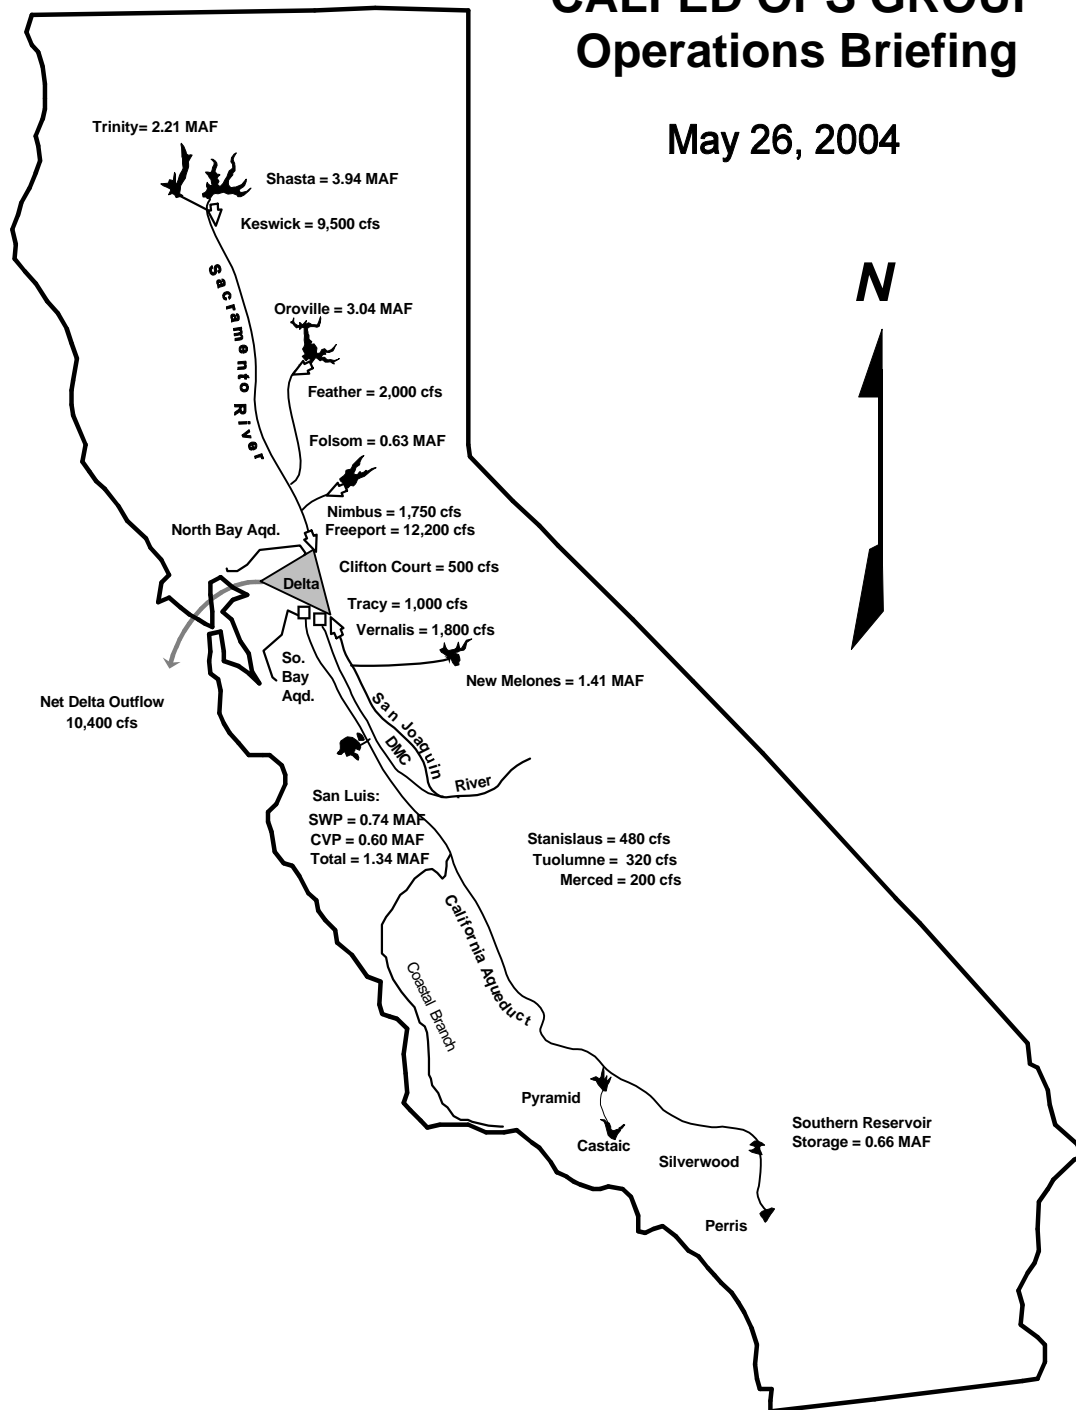 CALFED OPS GROUP
Operations Briefing
May 26, 2004
Trinity= 2.21 MAF
Shasta = 3.94 MAF
Keswick = 9,500 cfs
Sacramento River
N
Oroville = 3.04 MAF
Feather = 2,000 cfs
Folsom = 0.63 MAF
Nimbus = 1,750 cfs
North Bay Aqd.
Freeport = 12,200 cfs
Clifton Court = 500 cfs
Delta
Tracy = 1,000 cfs
Vernalis = 1,800 cfs
So.
Bay
Aqd.
New Melones = 1.41 MAF
Net Delta Outflow
10,400 cfs
San Joaquin
River
DMC
San Luis:
SWP = 0.74 MAF
CVP = 0.60 MAF
Total = 1.34 MAF
Stanislaus = 480 cfs
Tuolumne =  320 cfs
Merced = 200 cfs
California Aqueduct
Coastal Branch
Pyramid
Castaic
Silverwood
Perris
Southern Reservoir
Storage = 0.66 MAF